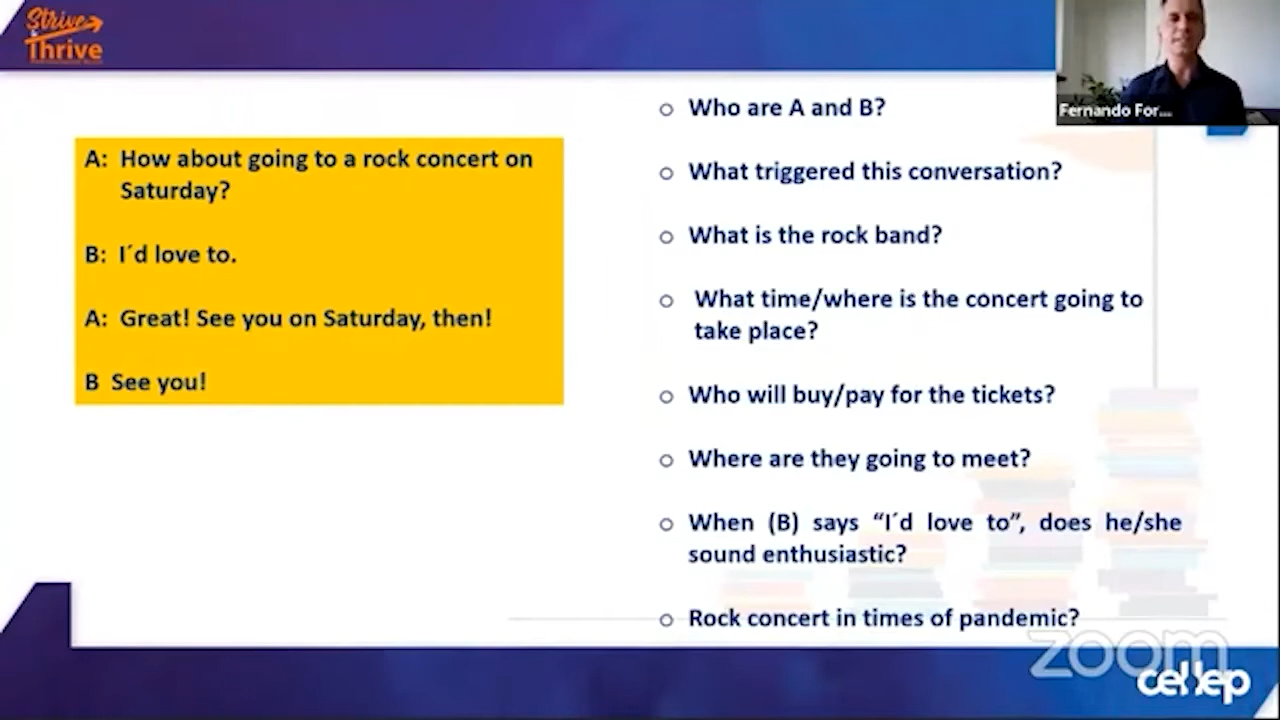 Strive
Thrive
A: How about going to a rock concert on
Saturday?
B: I´d love to.
A: Great! See you on Saturday, then!
B See you!
Who are A and B?
What triggered this conversation?
What is the rock band?
What time/where is the concert going to
take place?
Who will buy/pay for the tickets?
Where are they going to meet?
When (B) says “I´d love to”, does he/she
sound enthusiastic?
Rock concert in times of pandemic?
Fernando For...
zoom
cellep